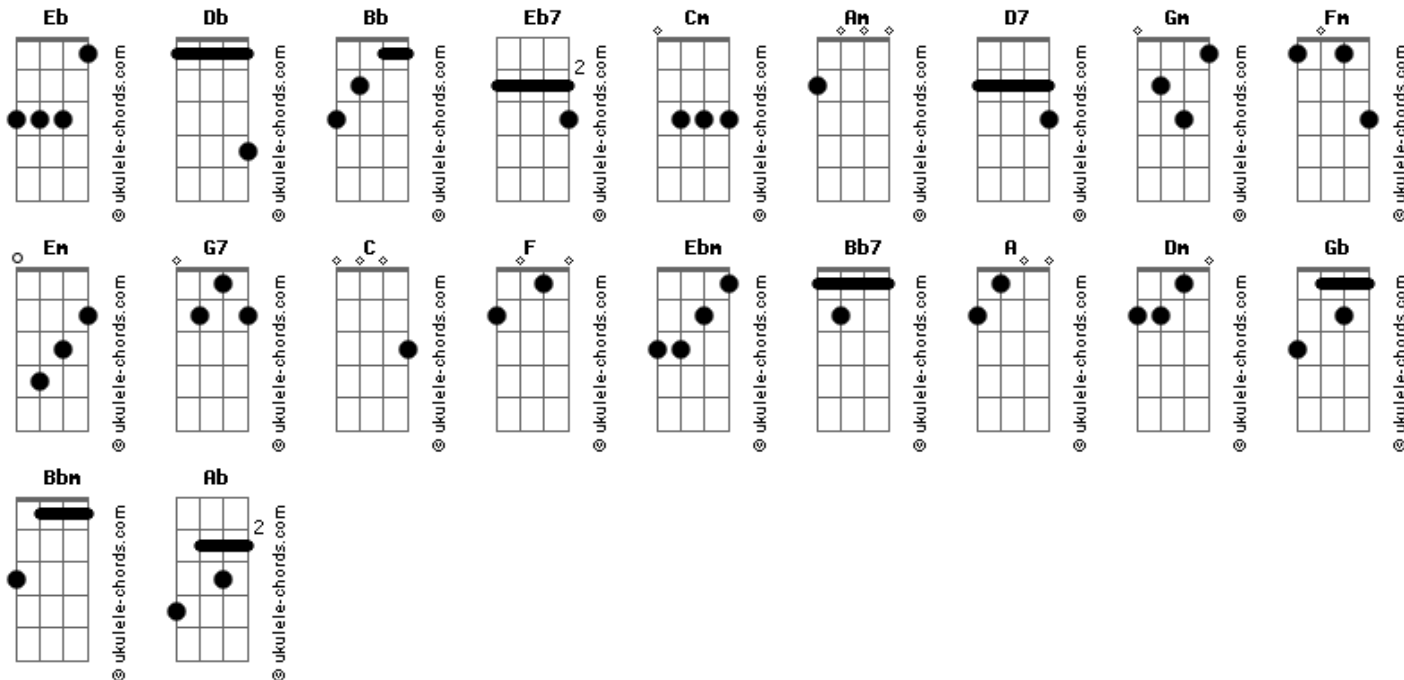 Eb Db Bb Eb7 Cm Am D7 Gm Fm
2
© ukulele-chords.com © ukulele-chords.com © ukulele-chords.com © ukulele-chords.com © ukulele-chords.com © ukulele-chords.com © ukulele-chords.com © ukulele-chords.com © ukulele-chords.com
Em G7 C F Ebm Bb7 A Dm Gb
© ukulele-chords.com © ukulele-chords.com © ukulele-chords.com © ukulele-chords.com © ukulele-chords.com © ukulele-chords.com © ukulele-chords.com © ukulele-chords.com © ukulele-chords.com
Bbm Ab
2
© ukulele-chords.com © ukulele-chords.com